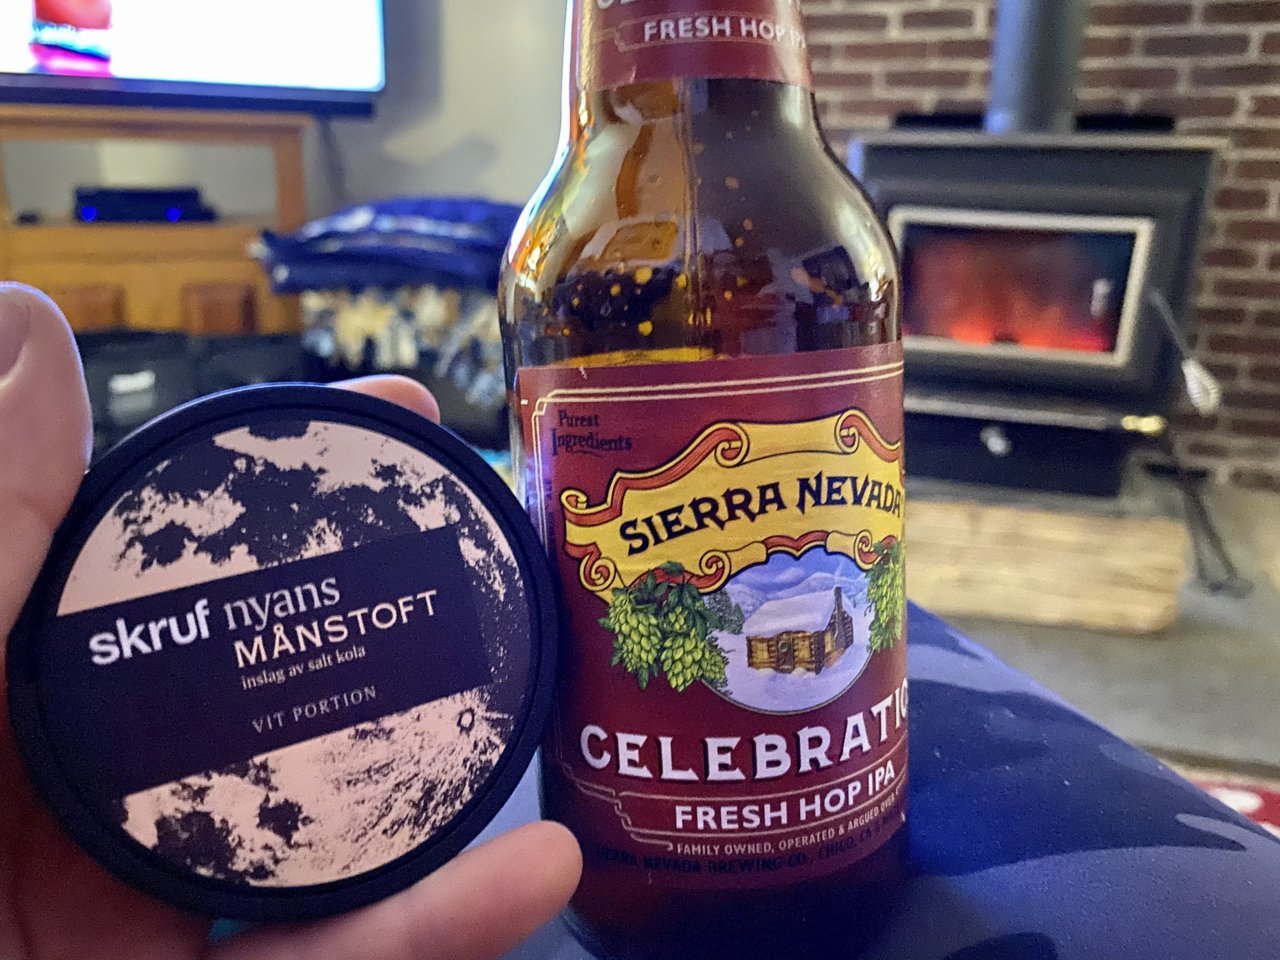 FRESH HOP IPA
Purest
Ingredients
SIERRA NEVADA
CELEBRATIO
FRESH HOP IPA
FAMILY OWNED, OPERATED & ARGUED OVER
SIERRA NEVADA BREWING CO., CHICO, CA &
skruf nyans
MÅNSTOFT
inslag av salt kola
VIT PORTION